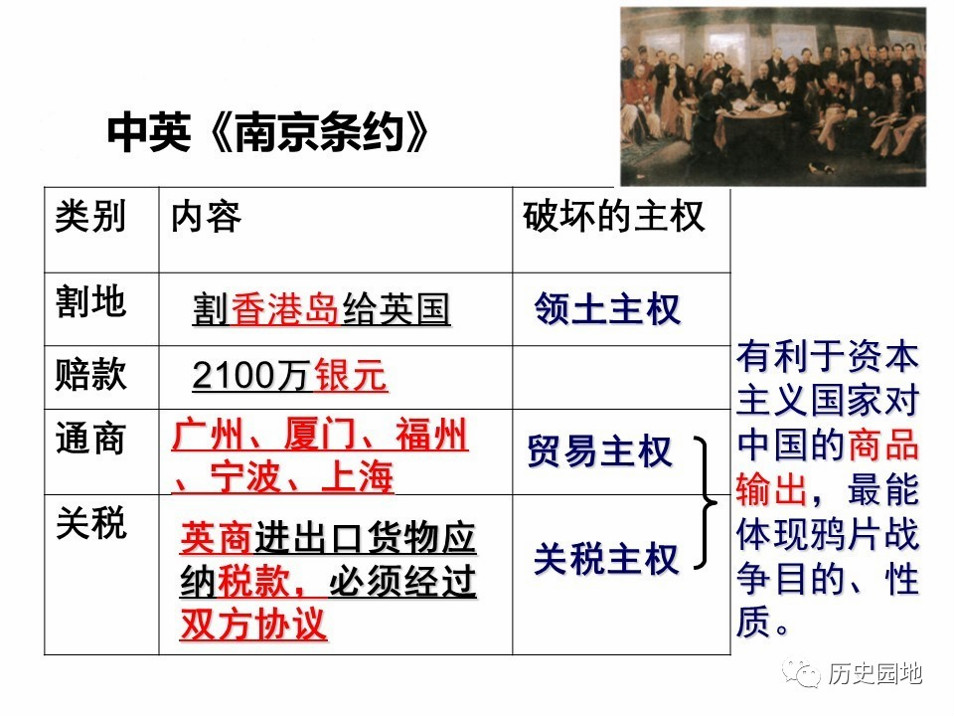 中英《南京条约》
类别 内容 破坏的主权
割地 割香港岛给英国 领土主权
赔款 2100万银元
通商 广州、厦门、福州
、宁波、上海 贸易主权
关税 英商进出口货物应
纳税款，必须经过
双方协议 关税主权
有利于资本
主义国家对
中国的商品
输出，最能
体现鸦片战
争目的、性
质。
历史园地